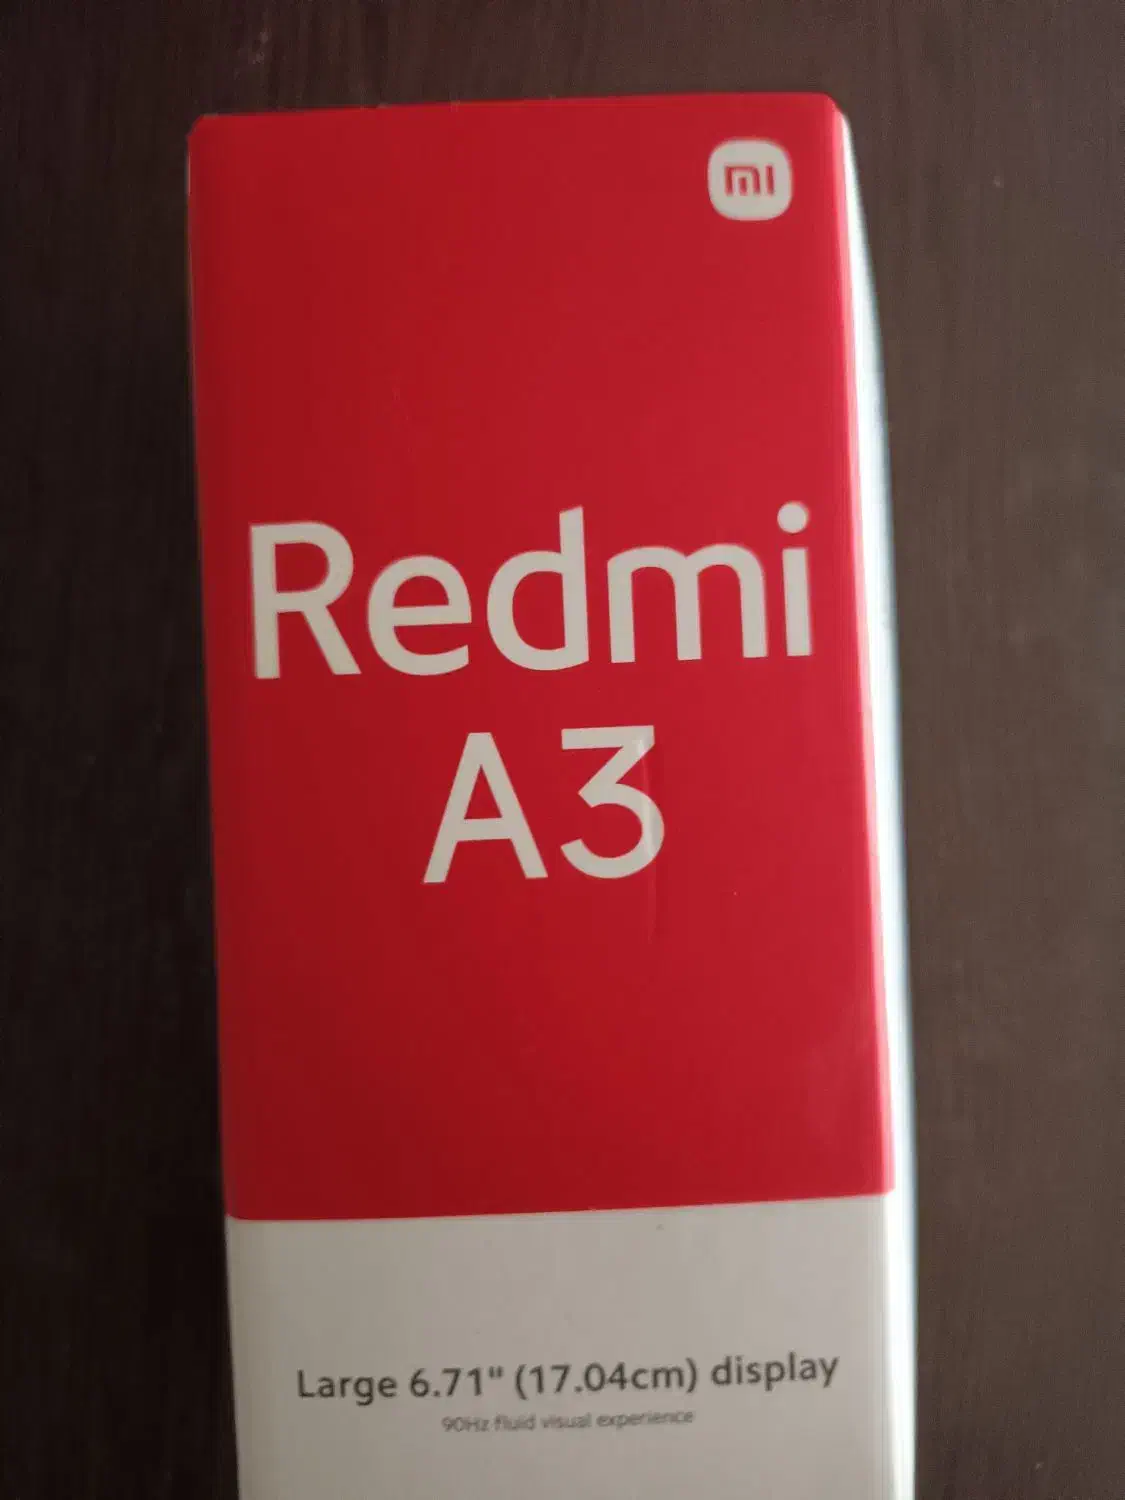 mi
Redmi
A3
Large 6.71" (17.04cm) display
90Hz fluid visual experience